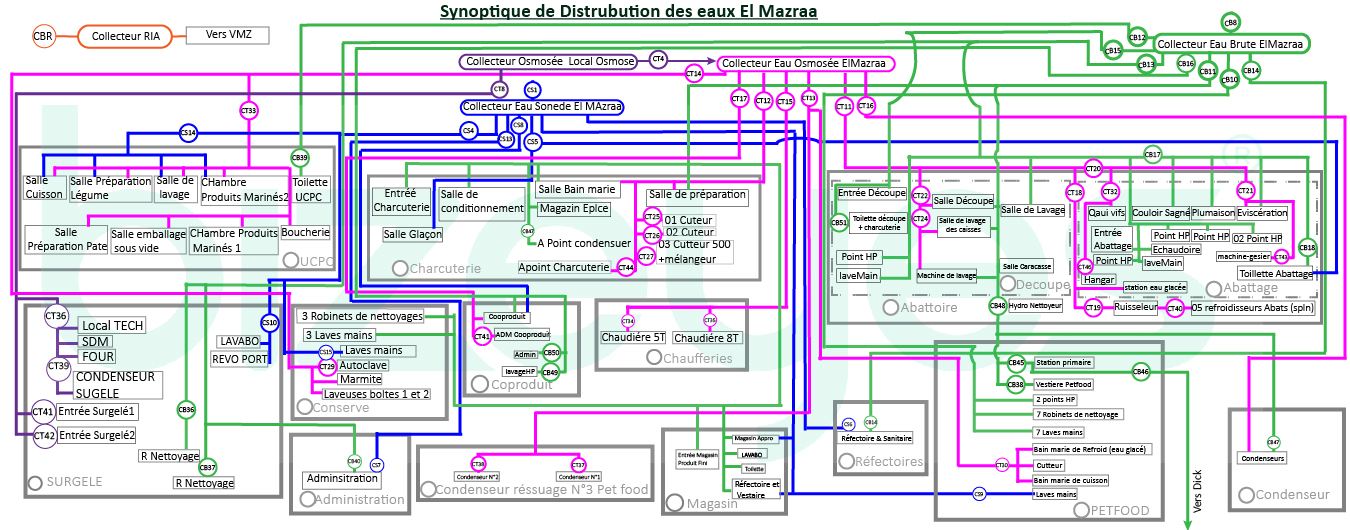 Synoptique de Distrubution des eaux El Mazraa
CBR
Collecteur RIA
Vers VMZ
CB8
CB12
Collecteur Eau Brute ElMazraa
CB15
CB13
CB16
CB11
CB10
CB14
Collecteur Osmosée Local Osmose
CT4
Collecteur Eau Osmosée ElMazraa
CT14
CT8
CS1
CT33
CT17
CT12
CT15
CT13
CT11
CT16
Collecteur Eau Sonede El MAzraa
CS14
CS4
CS13
CS8
CS5
CB39
CB17
CT20
Salle
Cuisson
Salle Préparation
Légume
Salle de
lavage
CHambre
Produits Marinés2
Toilette
UCPC
Salle
Préparation Pate
Salle emballage
sous vide
CHambre Produits
Marinés 1
Boucherie
UCPC
Entréé
Charcuterie
Salle de
conditionnement
Salle Bain marie
Magazin Epice
Salle Glaçon
CB47
A Point condensuer
Salle de préparation
CT25
01 Cuteur
CT26
02 Cuteur
CT27
03 Cutteur 500
+mélangeur
Apoint Charcuterie
CT44
Charcuterie
Entrée Découpe
CB51
Toilette découpe
+ charcuterie
Point HP
laveMain
CT22
CT24
Salle Découpe
Salle de lavage
des caisses
Machine de lavage
Salle de Lavage
Salle Caracasse
Decoupe
CT18
CT32
CT21
Qaui vifs
Couloir Sagné
Plumaison
Eviscération
Entrée
Abattage
Point HP
Point HP
02 Point HP
Echaudoire
Point HP
laveMain
machine-gesier
CT43
CB18
CT46
Hangar
station eau glacée
Toillette Abattage
Abattage
Abattoire
CB48
Hydro Nettoyeur
CT19
Ruisseleur
CT40
05 refroidisseurs Abats (spin)
CT36
Local TECH
SDM
FOUR
CT39
CONDENSEUR
SUGELE
CT41
Entrée Surgelé1
CT42
Entrée Surgelé2
CS10
LAVABO
REVO PORT
CB36
R Nettoyage
CB37
R Nettoyage
SURGELE
3 Robinets de nettoyages
3 Laves mains
CS15
Laves mains
CT29
Autoclave
Marmite
Laveuses boites 1 et 2
Conserve
Cooproduit
CT41
ADM Cooproduit
Admin
CB50
lavageHP
CB49
Coproduit
CT34
CT35
Chaudiére 5T
Chaudiére 8T
Chaufferies
CB40
CS7
Adminsitration
Administration
CT38
CT37
Condenseur N°2
Condenseur N°1
Condenseur réssuage N°3 Pet food
Entrée Magasin
Produit Fini
Magasin Appro
LAVABO
Toilette
Réfectoire et
Vestaire
Magasin
CS6
CB14
Réfectoire & Sanitaire
Réfectoires
CB45
Station primaire
CB46
CB38
Vestiere Petfood
2 points HP
7 Robinets de nettoyage
7 Laves mains
CT30
Bain marie de Refroid (eau glacé)
Cutteur
Bain marie de cuisson
CS9
Laves mains
PETFOOD
Vers Dick
CB47
Condenseurs
Condenseur